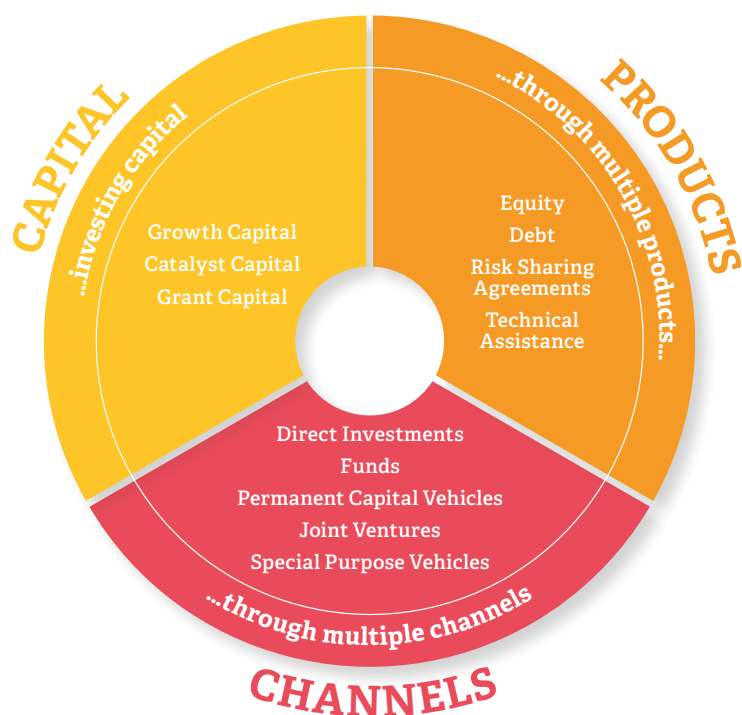 CAPITAL
...investing capital
Growth Capital
Catalyst Capital
Grant Capital
PRODUCTS
...through multiple products...
Equity
Debt
Risk Sharing
Agreements
Technical
Assistance
Direct Investments
Funds
Permanent Capital Vehicles
Joint Ventures
Special Purpose Vehicles
...through multiple channels
CHANNELS